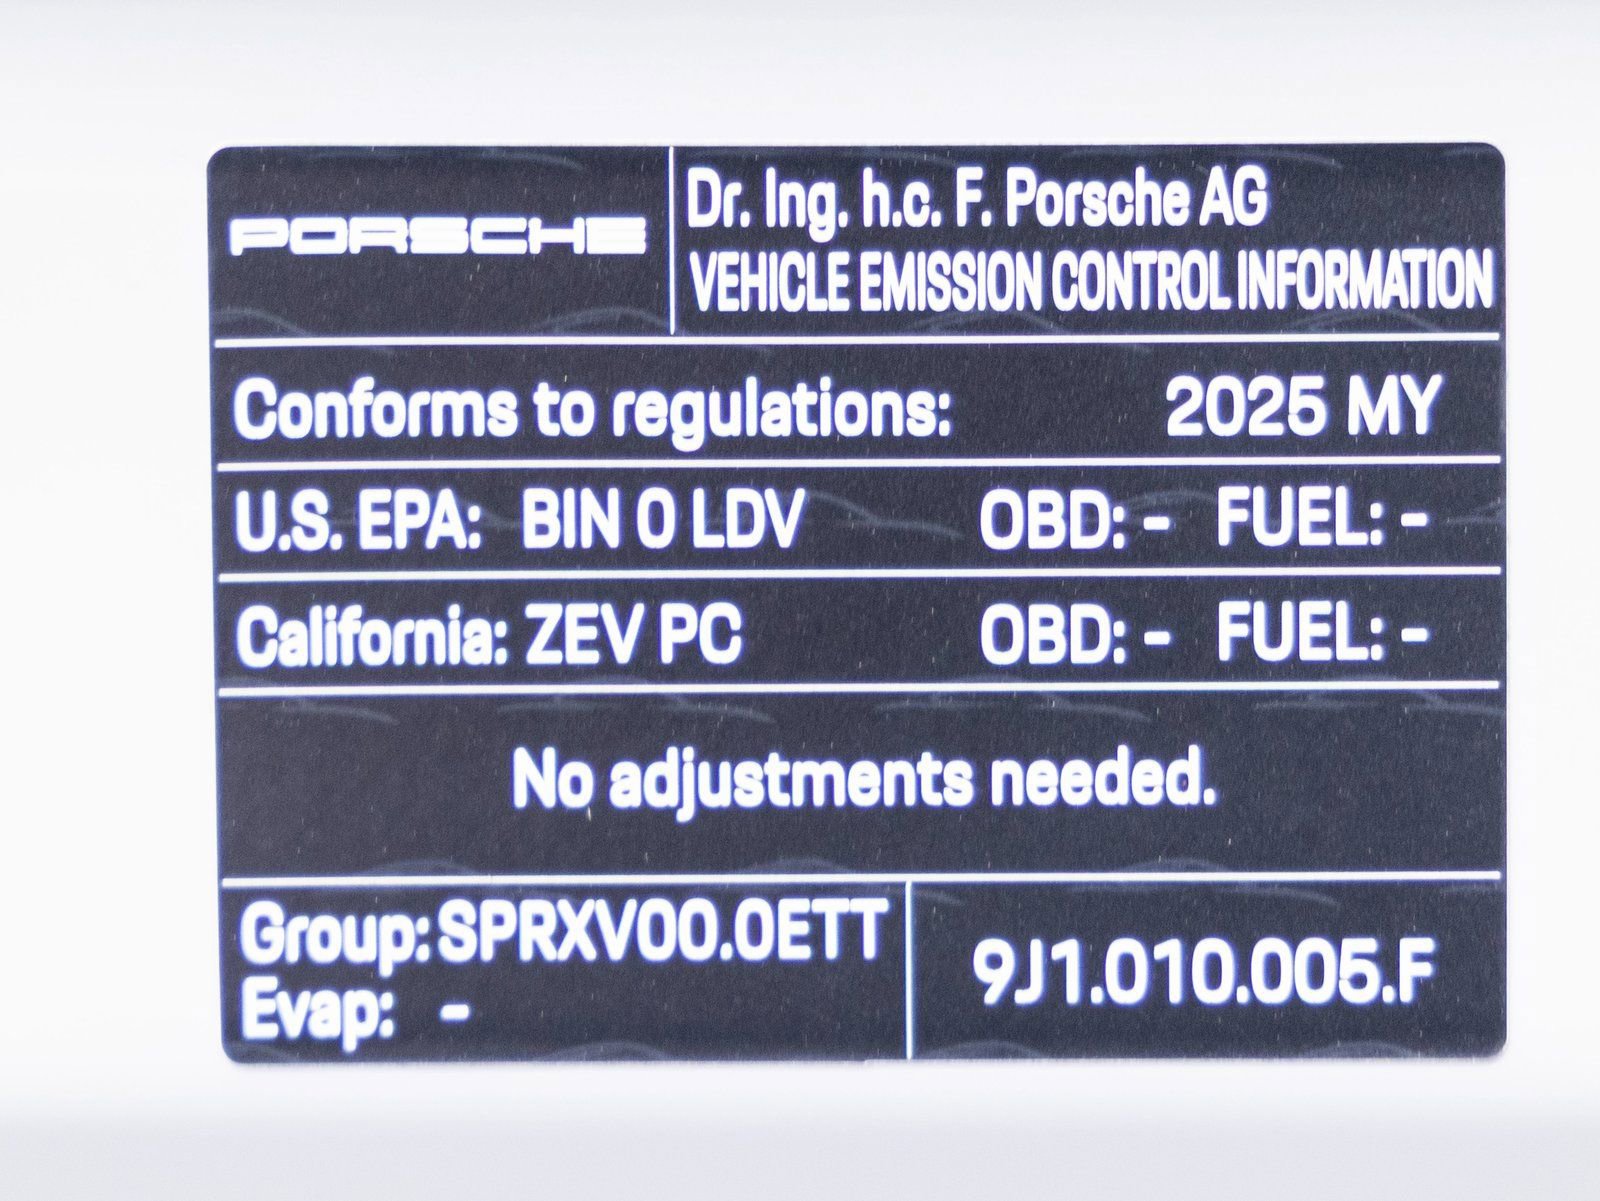 PORSCHE
Dr. Ing. h.c. F. Porsche AG
VEHICLE EMISSION CONTROL INFORMATION
Conforms to regulations: 2025 MY
U.S. EPA: BIN 0 LDV OBD: - FUEL: -
California: ZEV PC OBD: - FUEL: -
No adjustments needed.
Group: SPRXV00.0ETT
Evap: -
9J1.010.005.F